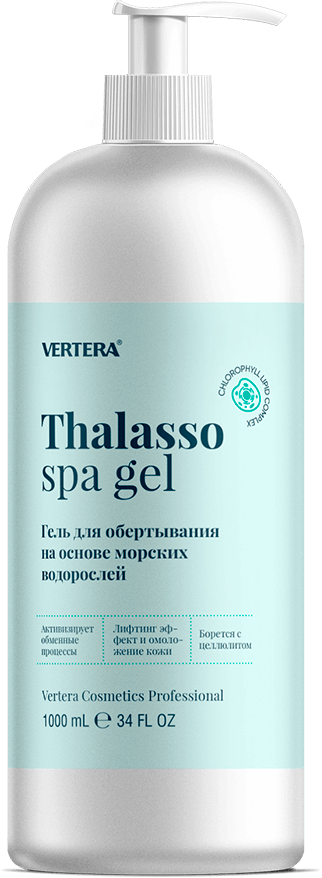 VERTERA®
CHLOROPHYLL LIPID COMPLEX
Thalasso
spa gel
Гель для обертывания
на основе морских
водорослей
Активизирует
обменные
процессы
Лифтинг эф-
фект и омоло-
жение кожи
Борется с
целлюлитом
Vertera Cosmetics Professional
1000 mL ℮ 34 FL OZ